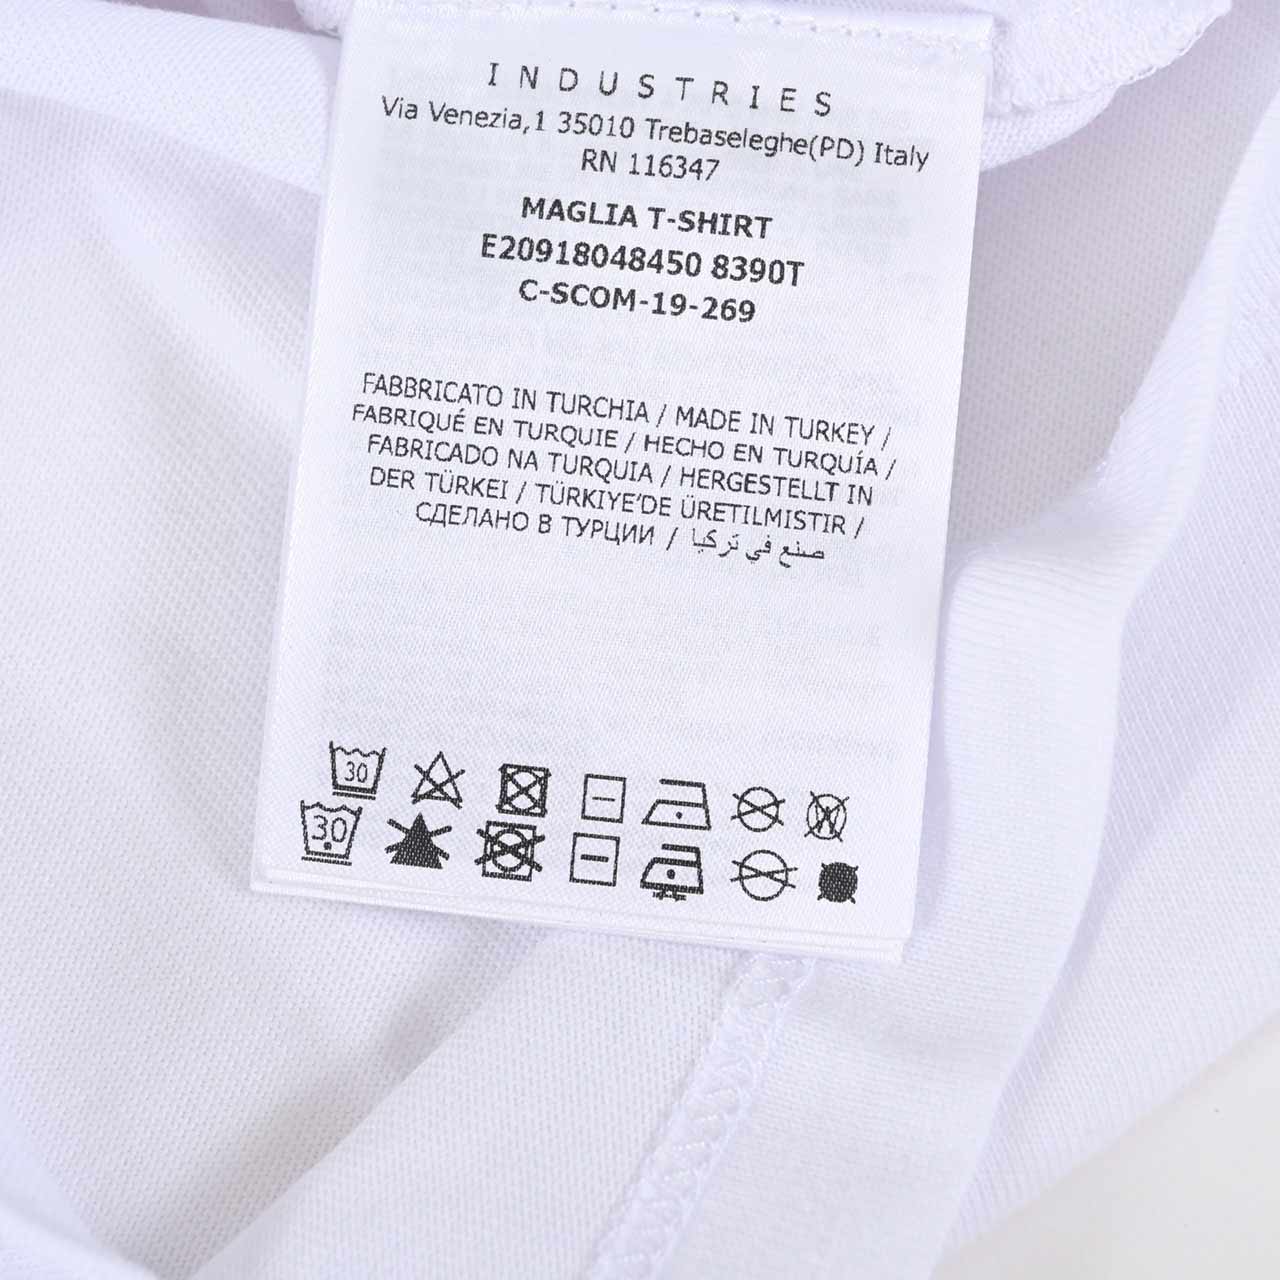 INDUSTRIES
Via Venezia,1 35010 Trebaseleghe(PD) Italy
RN 116347
MAGLIA T-SHIRT
E20918048450 8390T
C-SCOM-19-269
FABBRICATO IN TURCHIA / MADE IN TURKEY /
FABRIQUÉ EN TURQUIE / HECHO EN TURQUÍA /
FABRICADO NA TURQUIA / HERGESTELLT IN
DER TÜRKEI / TÜRKIYE'DE ÜRETILMISTIR /
СДЕЛАНО В ТУРЦИИ / صنع في تركيا
30
W
30